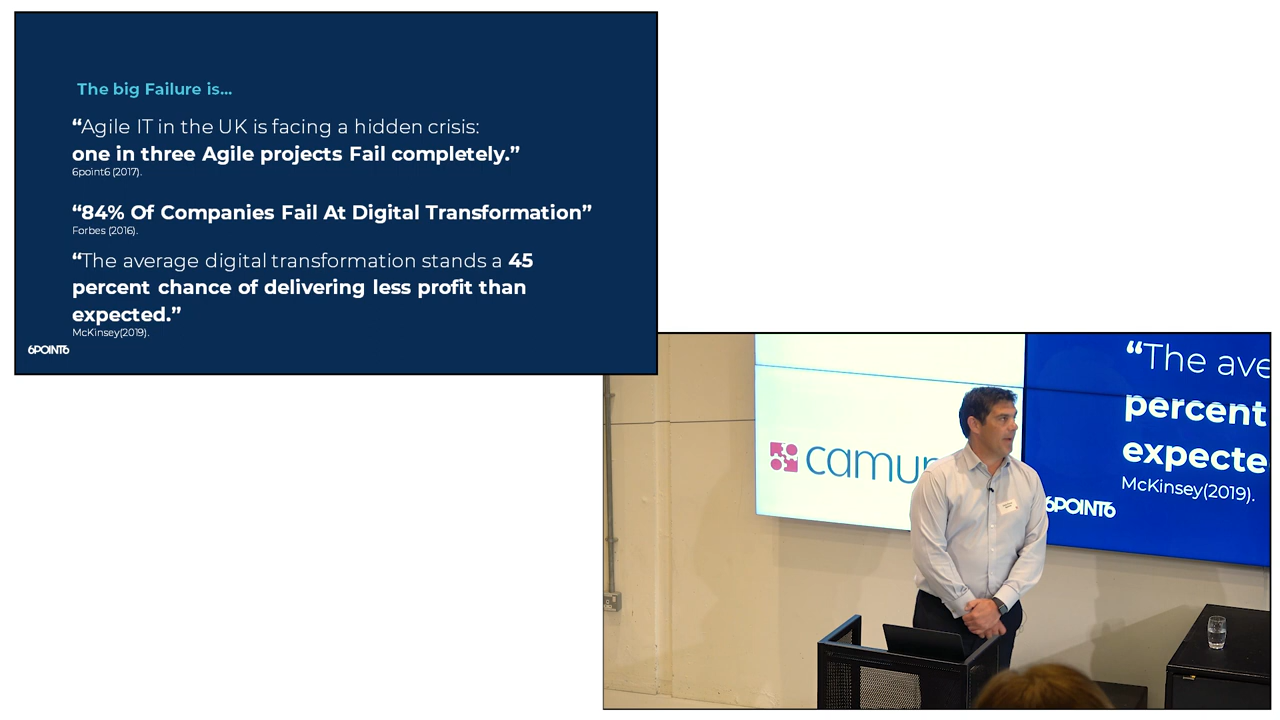 The big Failure is...
“Agile IT in the UK is facing a hidden crisis:
one in three Agile projects Fail completely.”
6point6 (2017).
“84% Of Companies Fail At Digital Transformation”
Forbes (2016).
“The average digital transformation stands a 45
percent chance of delivering less profit than
expected.”
McKinsey(2019).
6POINT6
“The ave
percent
expecte
McKinsey(2019).
camun
6POINT6